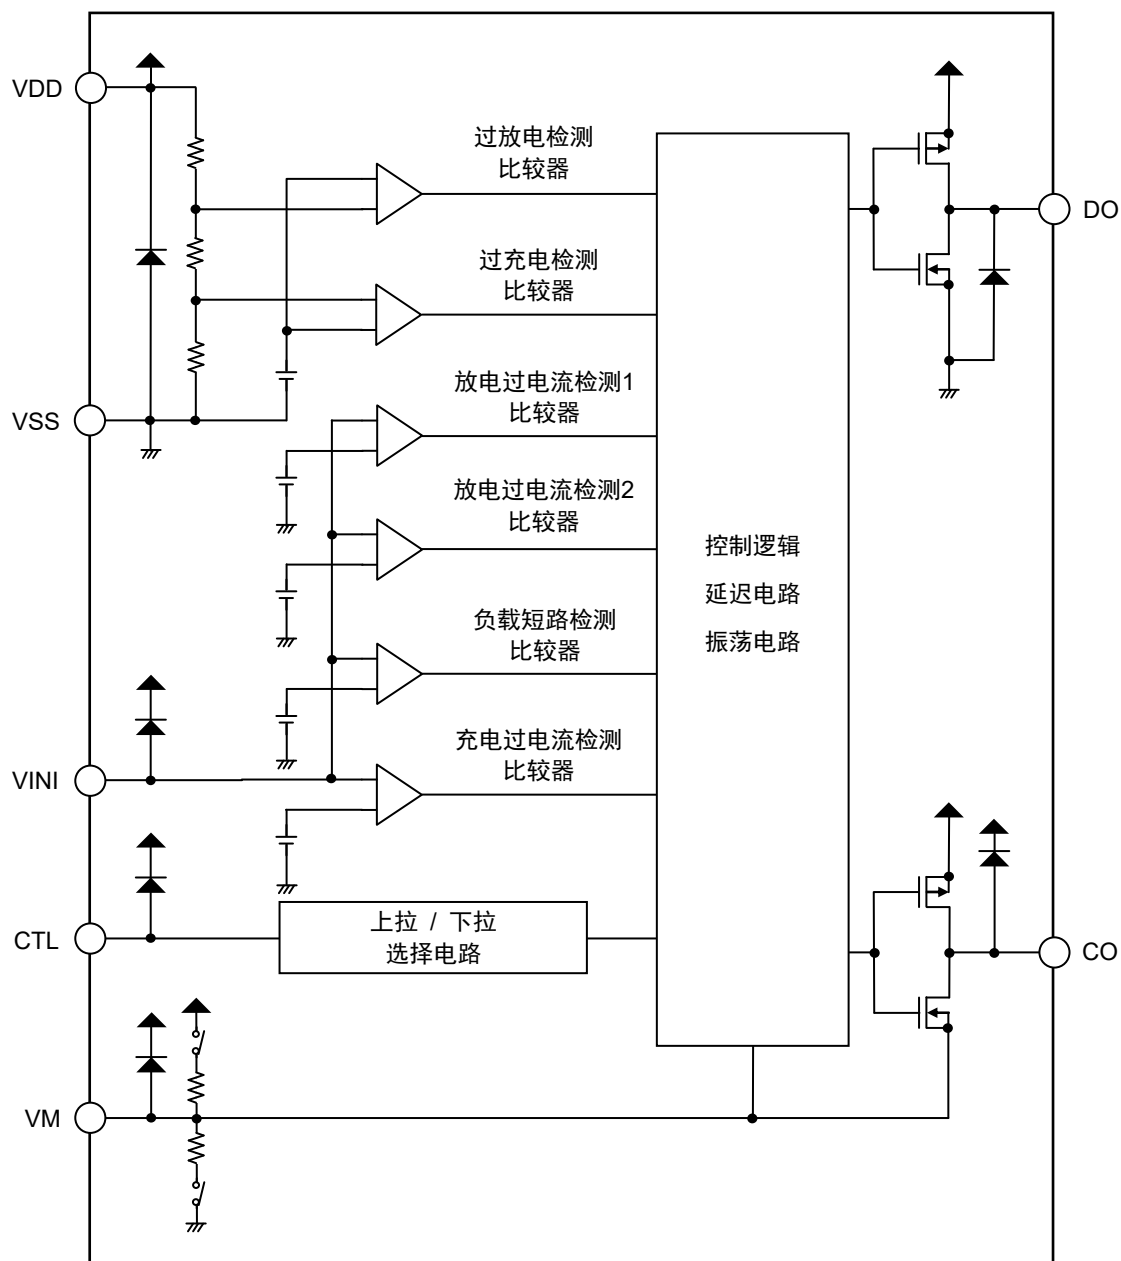 VDD
过放电检测
比较器
DO
过充电检测
比较器
放电过电流检测1
比较器
VSS
放电过电流检测2
比较器
控制逻辑
延迟电路
振荡电路
负载短路检测
比较器
VINI
充电过电流检测
比较器
CTL
上拉 / 下拉
选择电路
CO
VM